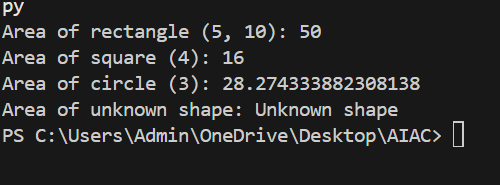 py
Area of rectangle (5, 10): 50
Area of square (4): 16
Area of circle (3): 28.274333882308138
Area of unknown shape: Unknown shape
PS C:\Users\Admin\OneDrive\Desktop\AIAC>